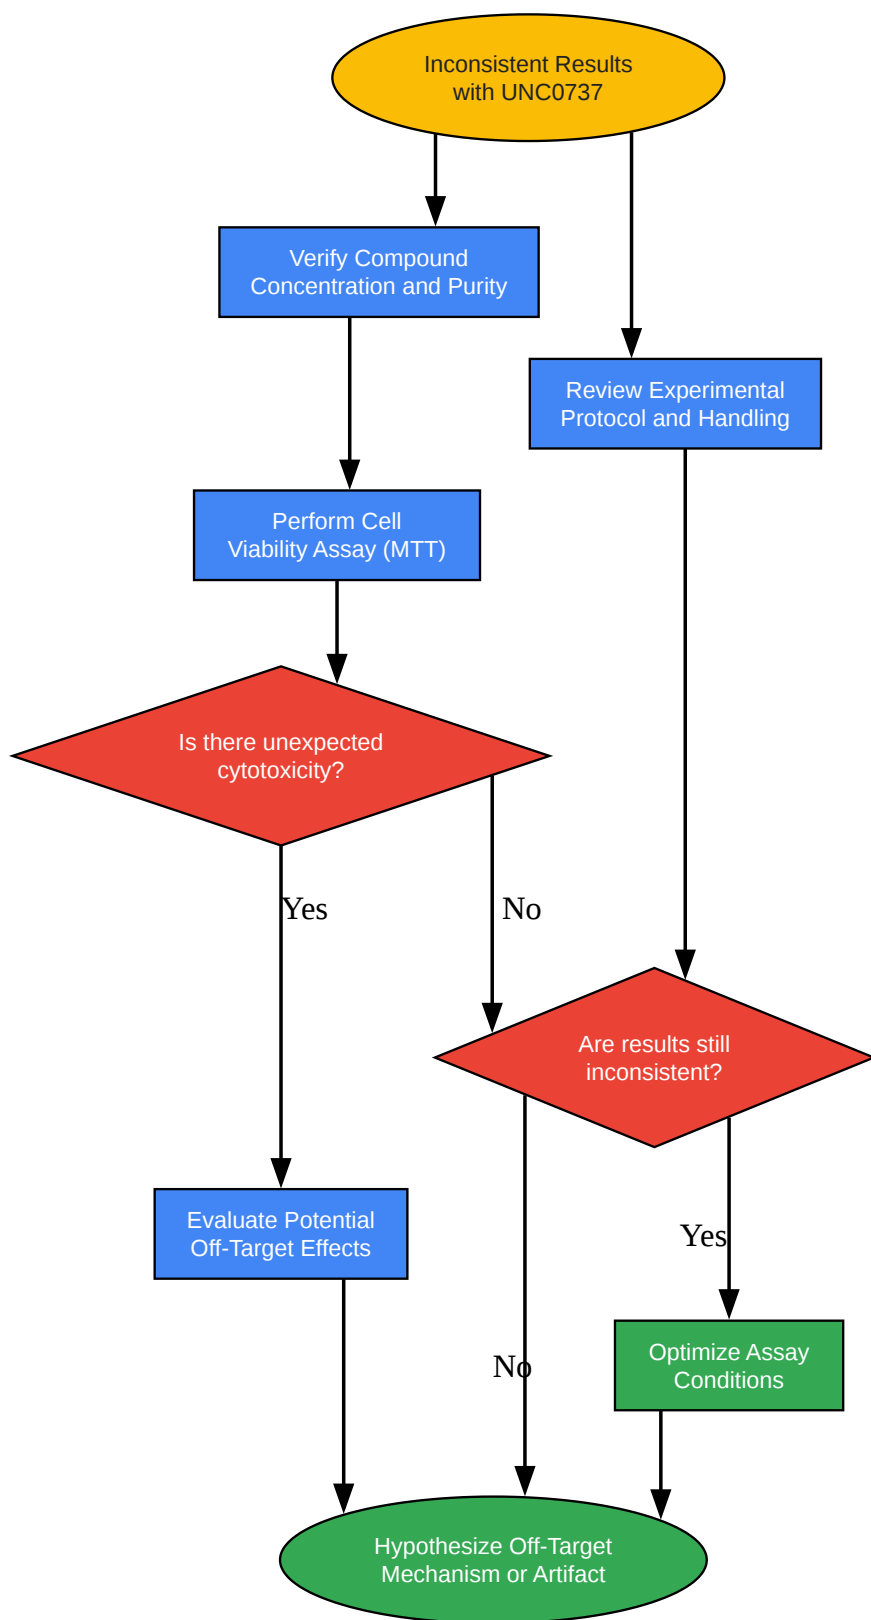 Inconsistent Results
with UNC0737
Verify Compound
Concentration and Purity
Review Experimental
Protocol and Handling
Perform Cell
Viability Assay (MTT)
Is there unexpected
cytotoxicity?
Yes
No
Are results still
inconsistent?
Evaluate Potential
Off-Target Effects
Yes
No
Optimize Assay
Conditions
Hypothesize Off-Target
Mechanism or Artifact